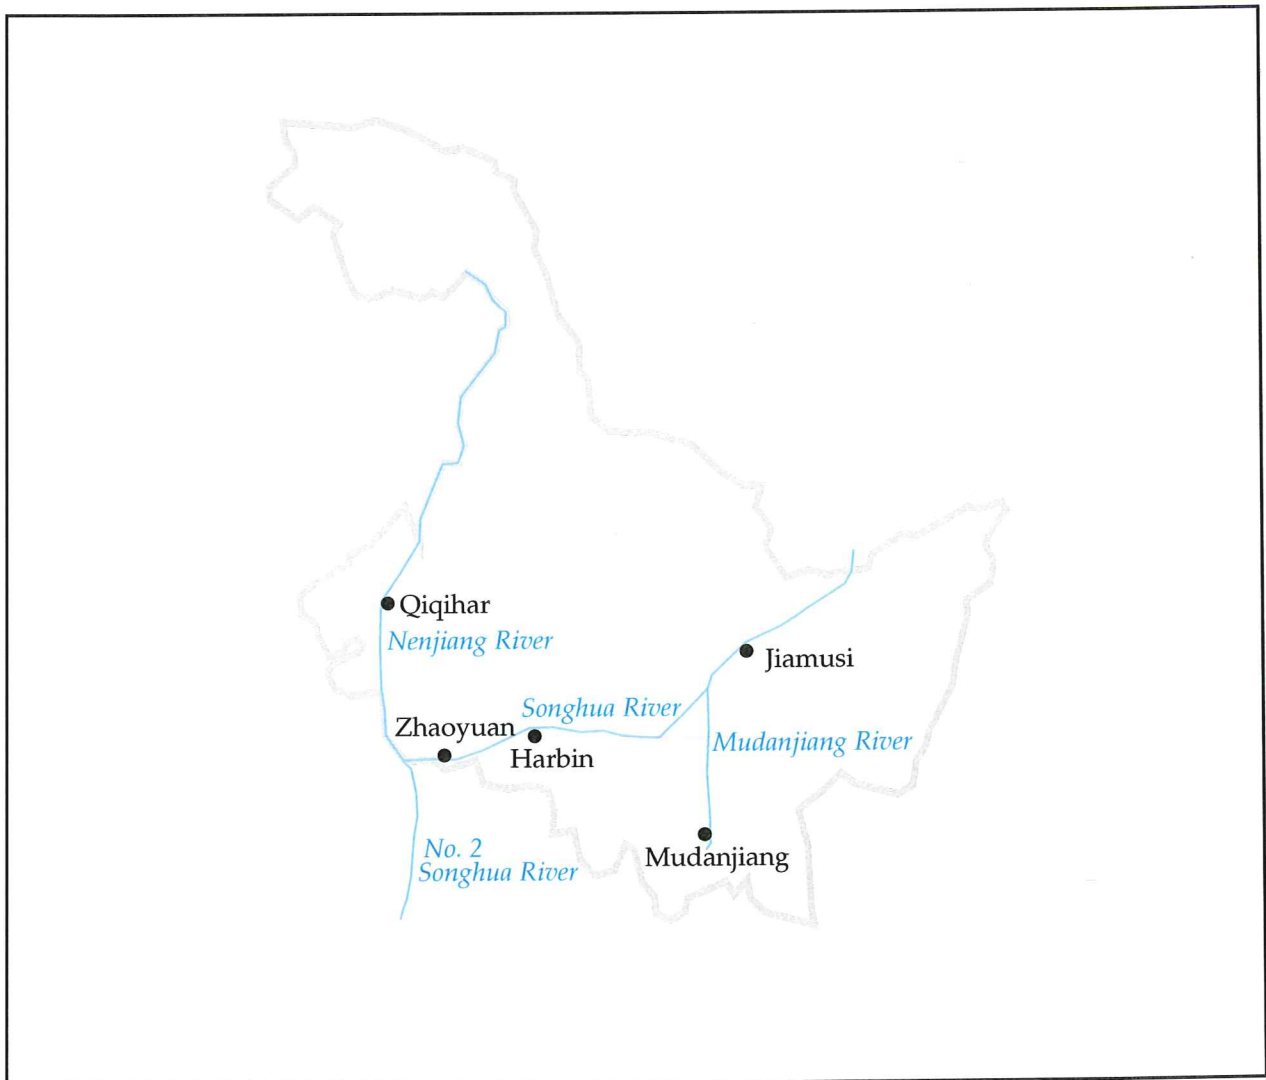 Qiqihar
Nenjiang River
Jiamusi
Songhua River
Zhaoyuan
Mudanjiang River
Harbin
Mudanjiang
No. 2
Songhua River